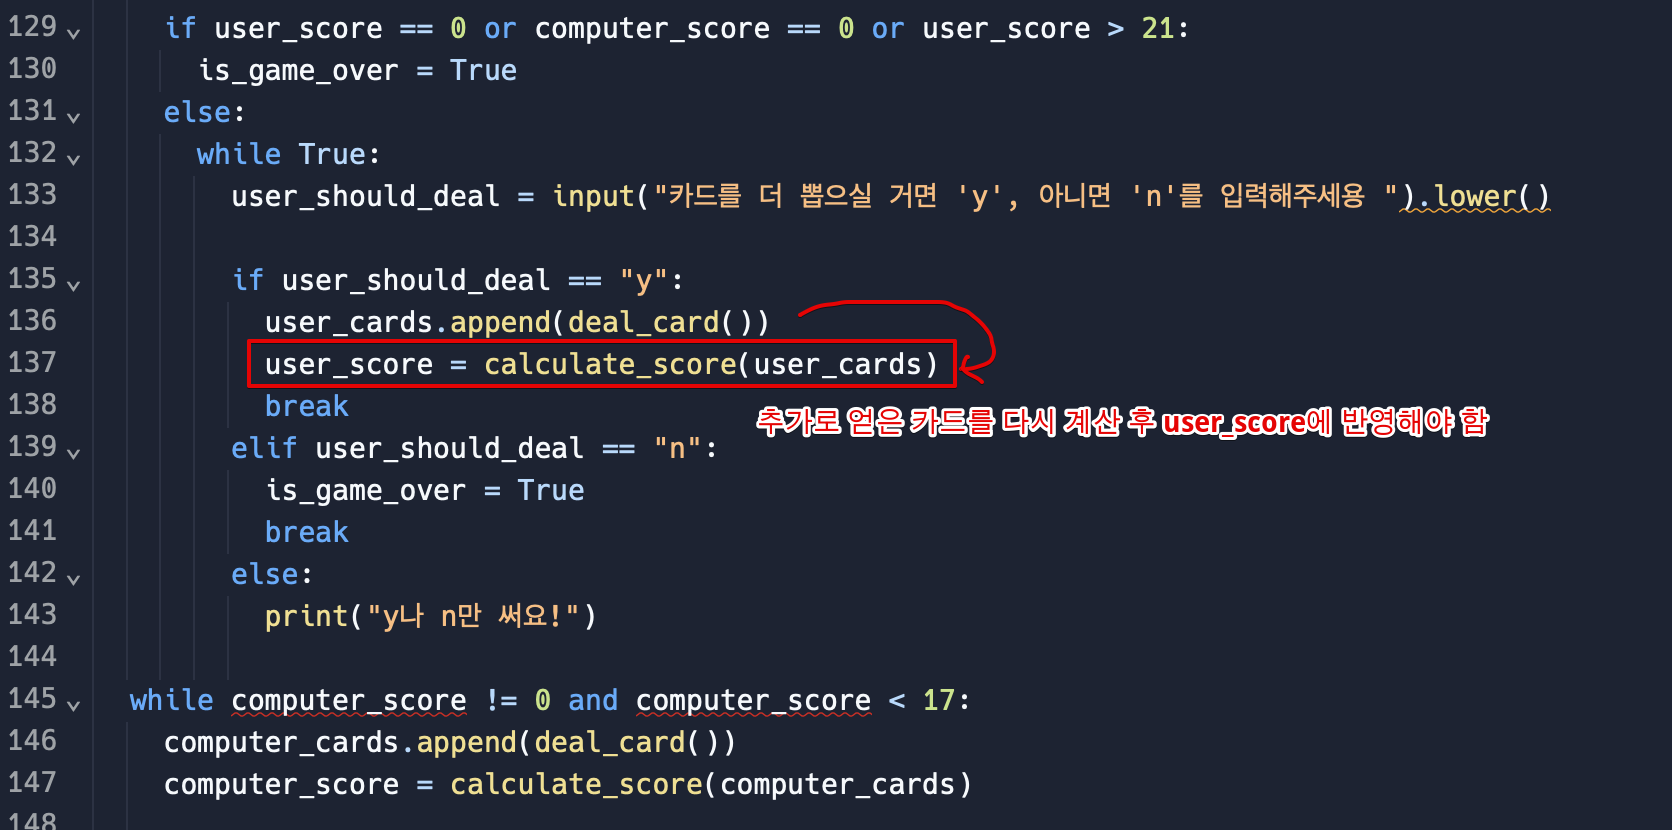 129 if user_score == 0 or computer_score == 0 or user_score > 21:
130 is_game_over = True
131 else:
132 while True:
133 user_should_deal = input("카드를 더 뽑으실 거면 'y', 아니면 'n'를 입력해주세용 ").lower()
134
135 if user_should_deal == "y":
136 user_cards.append(deal_card())
137 user_score = calculate_score(user_cards)
138 break
추가로 얻은 카드를 다시 계산 후 user_score에 반영해야 함
139 elif user_should_deal == "n":
140 is_game_over = True
141 break
142 else:
143 print("y나 n만 써요!")
144
145 while computer_score != 0 and computer_score < 17:
146 computer_cards.append(deal_card())
147 computer_score = calculate_score(computer_cards)
148